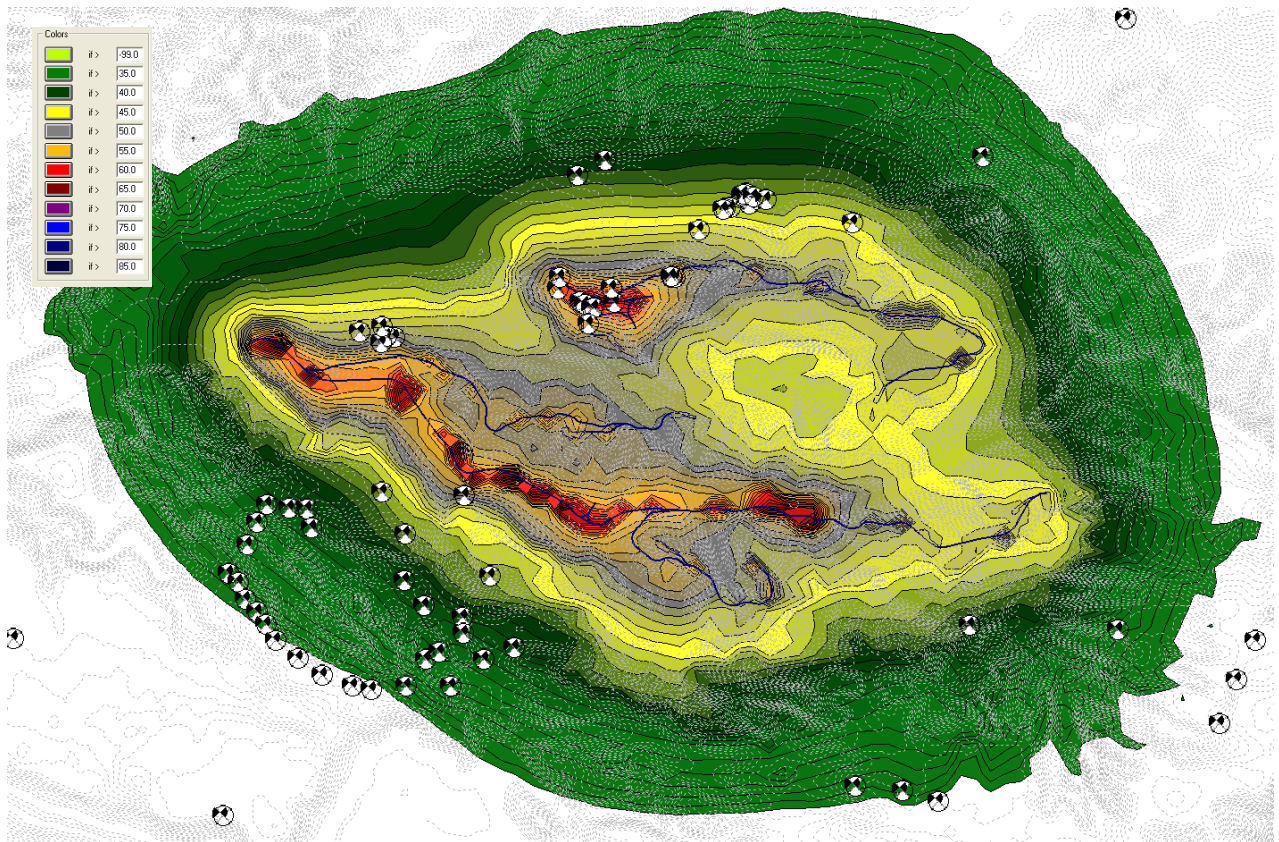 Colors
if > -99.0
if > 35.0
if > 40.0
if > 45.0
if > 50.0
if > 55.0
if > 60.0
if > 65.0
if > 70.0
if > 75.0
if > 80.0
if > 85.0